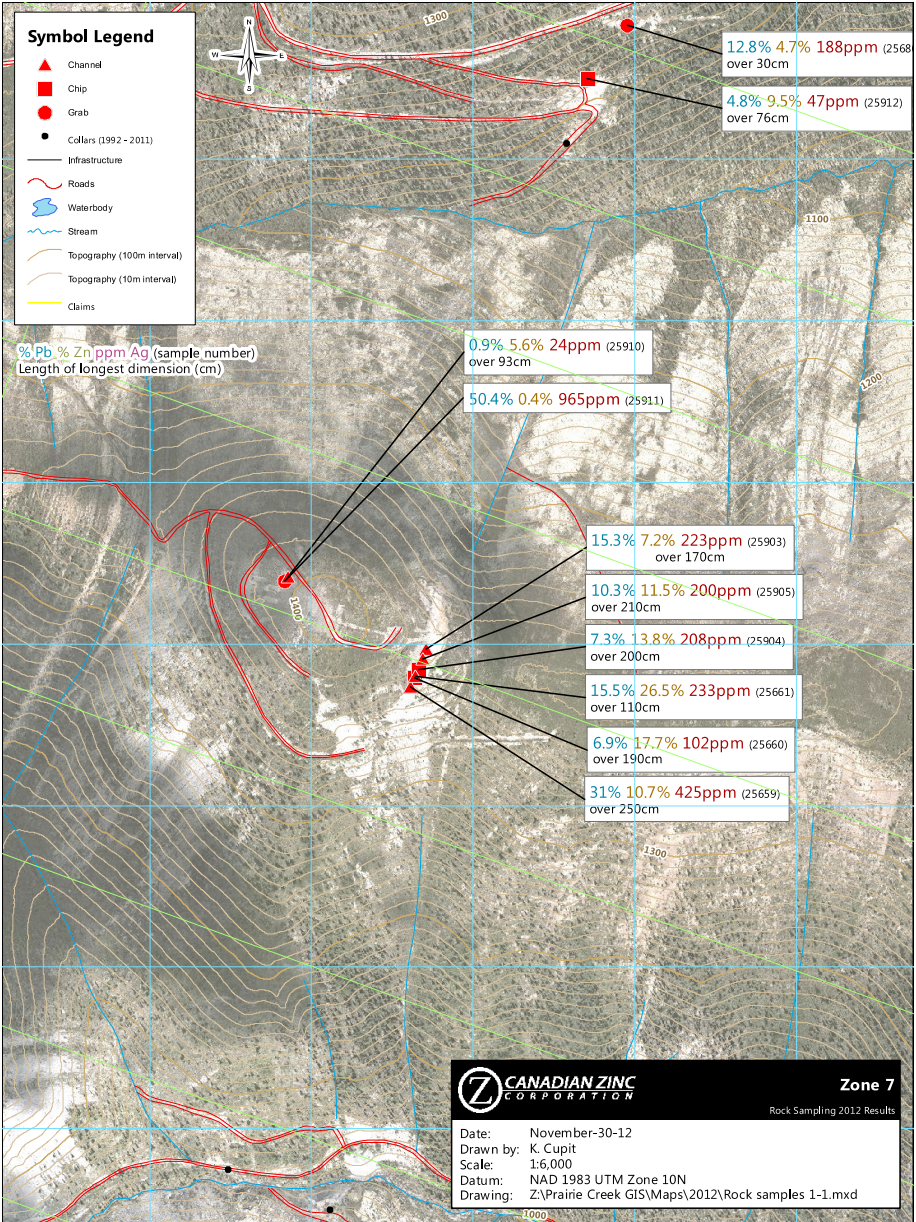 Symbol Legend
Channel
Chip
Grab
Collars (1992 - 2011)
Infrastructure
Roads
Waterbody
Stream
Topography (100m interval)
Topography (10m interval)
Claims
N
W
E
S
1300
12.8% 4.7% 188ppm (2568
over 30cm
4.8% 9.5% 47ppm (25912)
over 76cm
1100
% Pb % Zn ppm Ag (sample number)
Length of longest dimension (cm)
0.9% 5.6% 24ppm (25910)
over 93cm
50.4% 0.4% 965ppm (25911)
1200
15.3% 7.2% 223ppm (25903)
over 170cm
10.3% 11.5% 200ppm (25905)
over 210cm
1400
7.3% 13.8% 208ppm (25904)
over 200cm
15.5% 26.5% 233ppm (25661)
over 110cm
6.9% 17.7% 102ppm (25660)
over 190cm
31% 10.7% 425ppm (25659)
over 250cm
1300
Z CANADIAN ZINC
CORPORATION
Zone 7
Rock Sampling 2012 Results
Date: November-30-12
Drawn by: K. Cupit
Scale: 1:6,000
Datum: NAD 1983 UTM Zone 10N
Drawing: Z:\Prairie Creek GIS\Maps\2012\Rock samples 1-1.mxd
1000